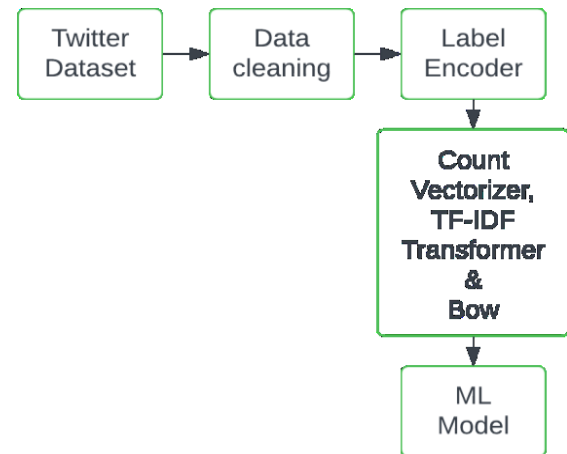 Twitter
Dataset
Data
cleaning
Label
Encoder
Count
Vectorizer,
TF-IDF
Transformer
&
Bow
ML
Model